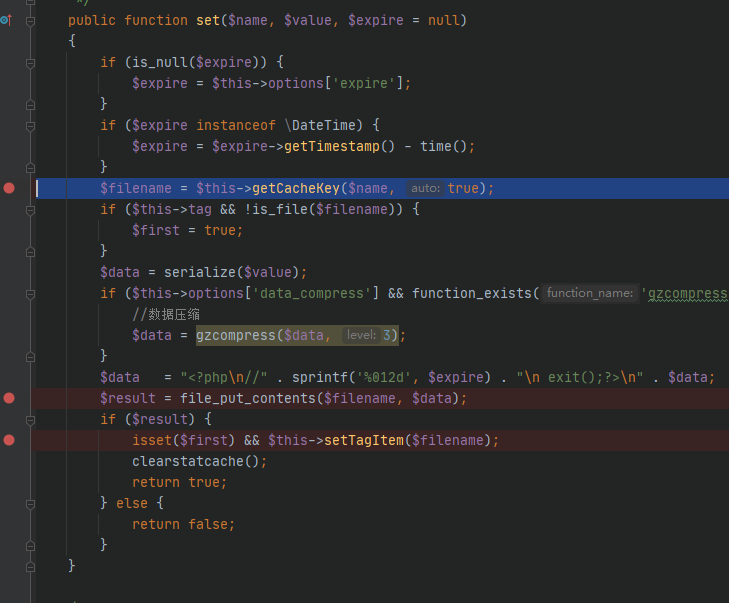 */
public function set($name, $value, $expire = null)
{
if (is_null($expire)) {
$expire = $this->options['expire'];
}
if ($expire instanceof \DateTime) {
$expire = $expire->getTimestamp() - time();
}
$filename = $this->getCacheKey($name, auto: true);
if ($this->tag && !is_file($filename)) {
$first = true;
}
$data = serialize($value);
if ($this->options['data_compress'] && function_exists( function_name: 'gzcompress
//数据压缩
$data = gzcompress($data, level: 3);
}
$data = "<?php\n//" . sprintf('%012d', $expire) . "\n exit();?>\n" . $data;
$result = file_put_contents($filename, $data);
if ($result) {
isset($first) && $this->setTagItem($filename);
clearstatcache();
return true;
} else {
return false;
}
}